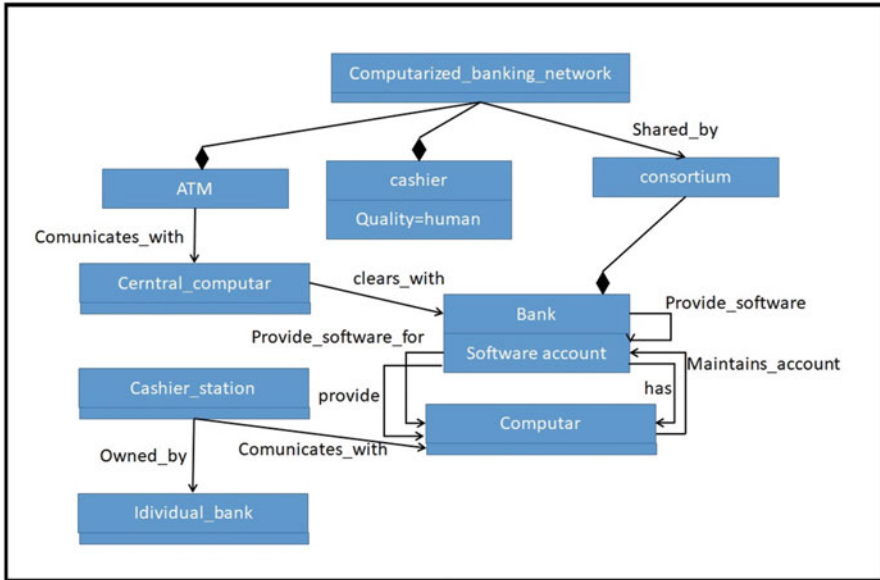 Computarized_banking_network
Shared_by
ATM
cashier
Quality=human
consortium
Comunicates_with
Cerntral_computar
clears_with
Bank
Software account
Provide_software
Provide_software_for
Maintains_account
Cashier_station
provide
has
Computar
Owned_by
Comunicates_with
Idividual_bank